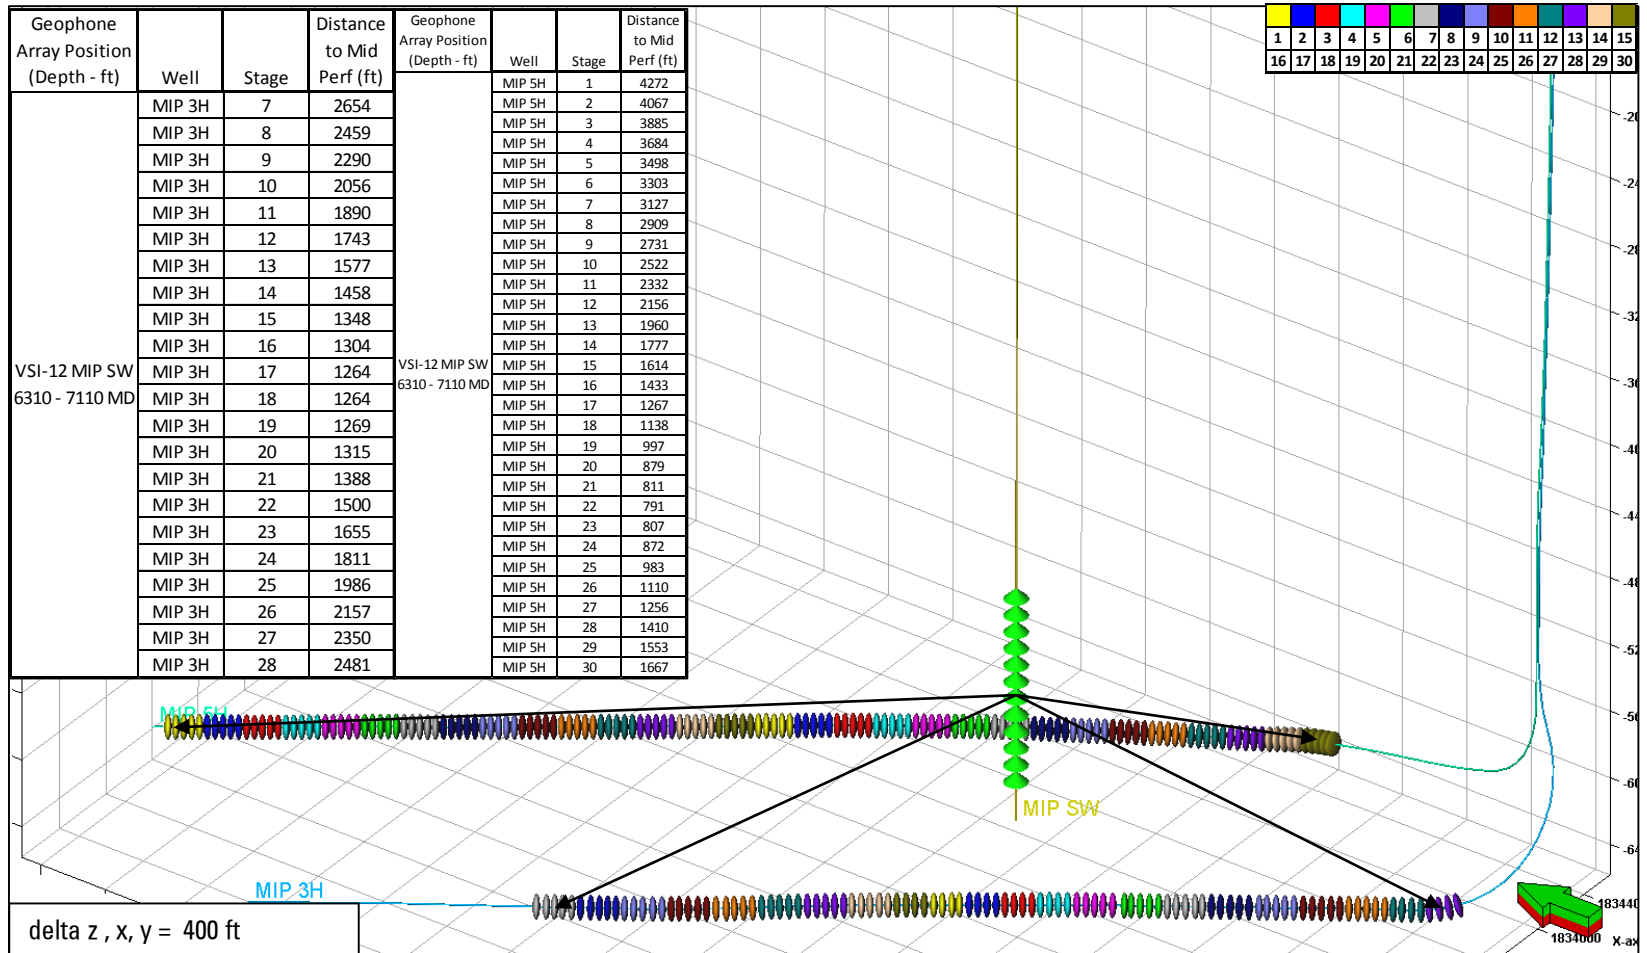 Geophone Array Position (Depth - ft) Well Stage Distance to Mid Perf (ft)
VSI-12 MIP SW
6310 - 7110 MD
MIP 3H 7 2654
MIP 3H 8 2459
MIP 3H 9 2290
MIP 3H 10 2056
MIP 3H 11 1890
MIP 3H 12 1743
MIP 3H 13 1577
MIP 3H 14 1458
MIP 3H 15 1348
MIP 3H 16 1304
MIP 3H 17 1264
MIP 3H 18 1264
MIP 3H 19 1269
MIP 3H 20 1315
MIP 3H 21 1388
MIP 3H 22 1500
MIP 3H 23 1655
MIP 3H 24 1811
MIP 3H 25 1986
MIP 3H 26 2157
MIP 3H 27 2350
MIP 3H 28 2481
Geophone Array Position (Depth - ft) Well Stage Distance to Mid Perf (ft)
VSI-12 MIP SW
6310 - 7110 MD
MIP 5H 1 4272
MIP 5H 2 4067
MIP 5H 3 3885
MIP 5H 4 3684
MIP 5H 5 3498
MIP 5H 6 3303
MIP 5H 7 3127
MIP 5H 8 2909
MIP 5H 9 2731
MIP 5H 10 2522
MIP 5H 11 2332
MIP 5H 12 2156
MIP 5H 13 1960
MIP 5H 14 1777
MIP 5H 15 1614
MIP 5H 16 1433
MIP 5H 17 1267
MIP 5H 18 1138
MIP 5H 19 997
MIP 5H 20 879
MIP 5H 21 811
MIP 5H 22 791
MIP 5H 23 807
MIP 5H 24 872
MIP 5H 25 983
MIP 5H 26 1110
MIP 5H 27 1256
MIP 5H 28 1410
MIP 5H 29 1553
MIP 5H 30 1667
1 2 3 4 5 6 7 8 9 10 11 12 13 14 15
16 17 18 19 20 21 22 23 24 25 26 27 28 29 30
MIP 5H
MIP SW
MIP 3H
delta z , x, y = 400 ft
1834000 X-ax